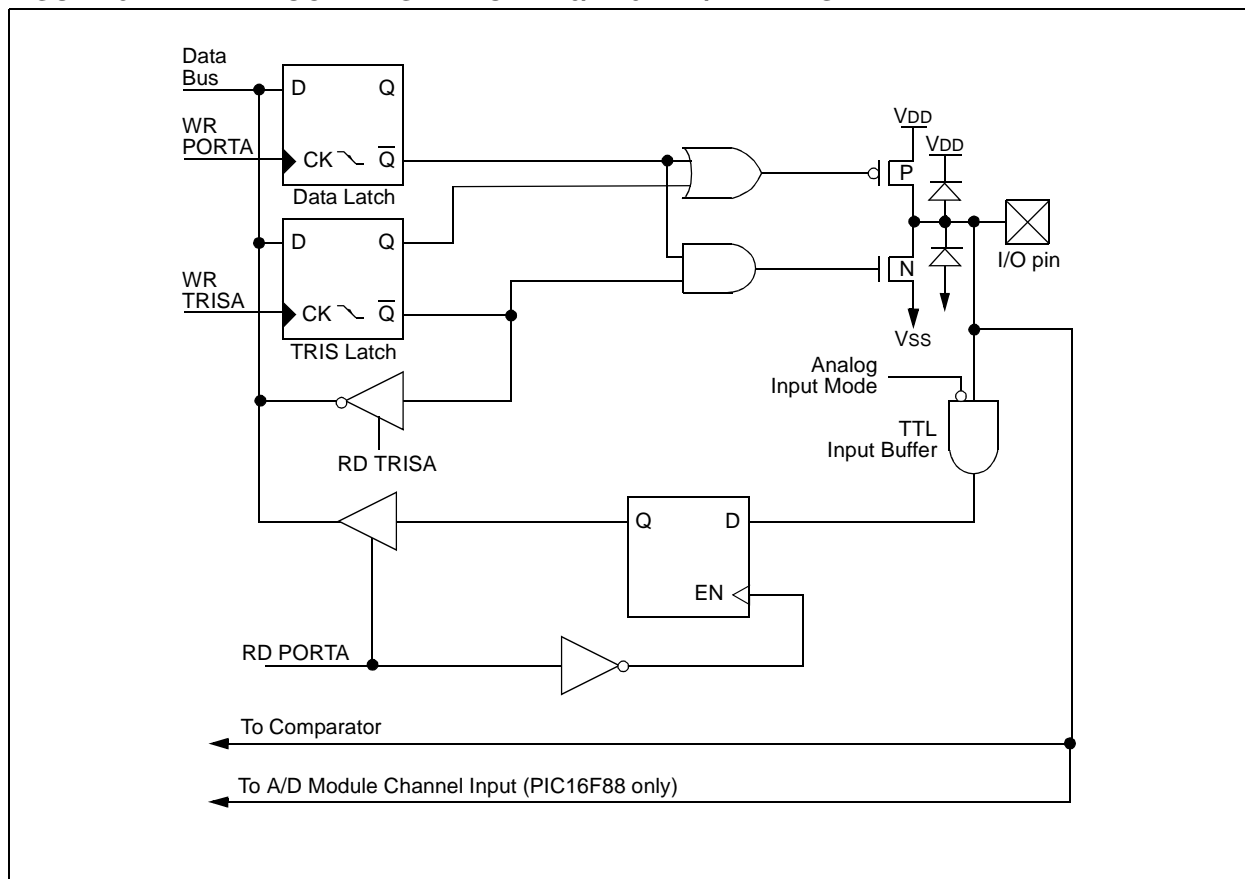 Data
Bus
D
Q
WR
PORTA
CK
Q
Data Latch
VDD
VDD
P
D
Q
WR
TRISA
CK
Q
TRIS Latch
N
I/O pin
VSS
Analog
Input Mode
TTL
Input Buffer
RD TRISA
Q
D
EN
RD PORTA
To Comparator
To A/D Module Channel Input (PIC16F88 only)